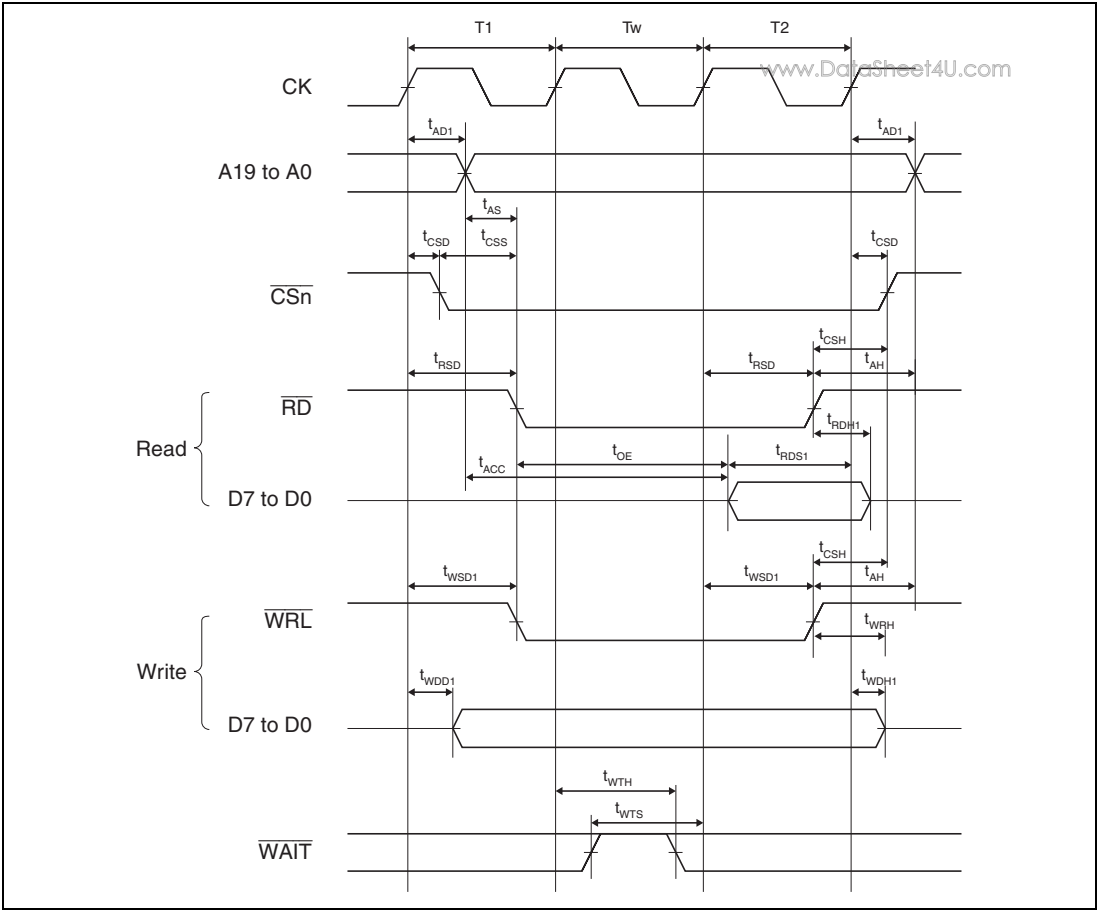 T1 Tw T2
www.DataSheet4U.com
CK
tAD1 tAD1
A19 to A0
tAS
tCSD tCSS tCSD
CSn
tCSH
tRSD tRSD tAH
RD
tRDH1
Read
tOE tRDS1
tACC
D7 to D0
tCSH
tWSD1 tWSD1 tAH
WRL
tWRH
Write
tWDD1 tWDH1
D7 to D0
tWTH
tWTS
WAIT